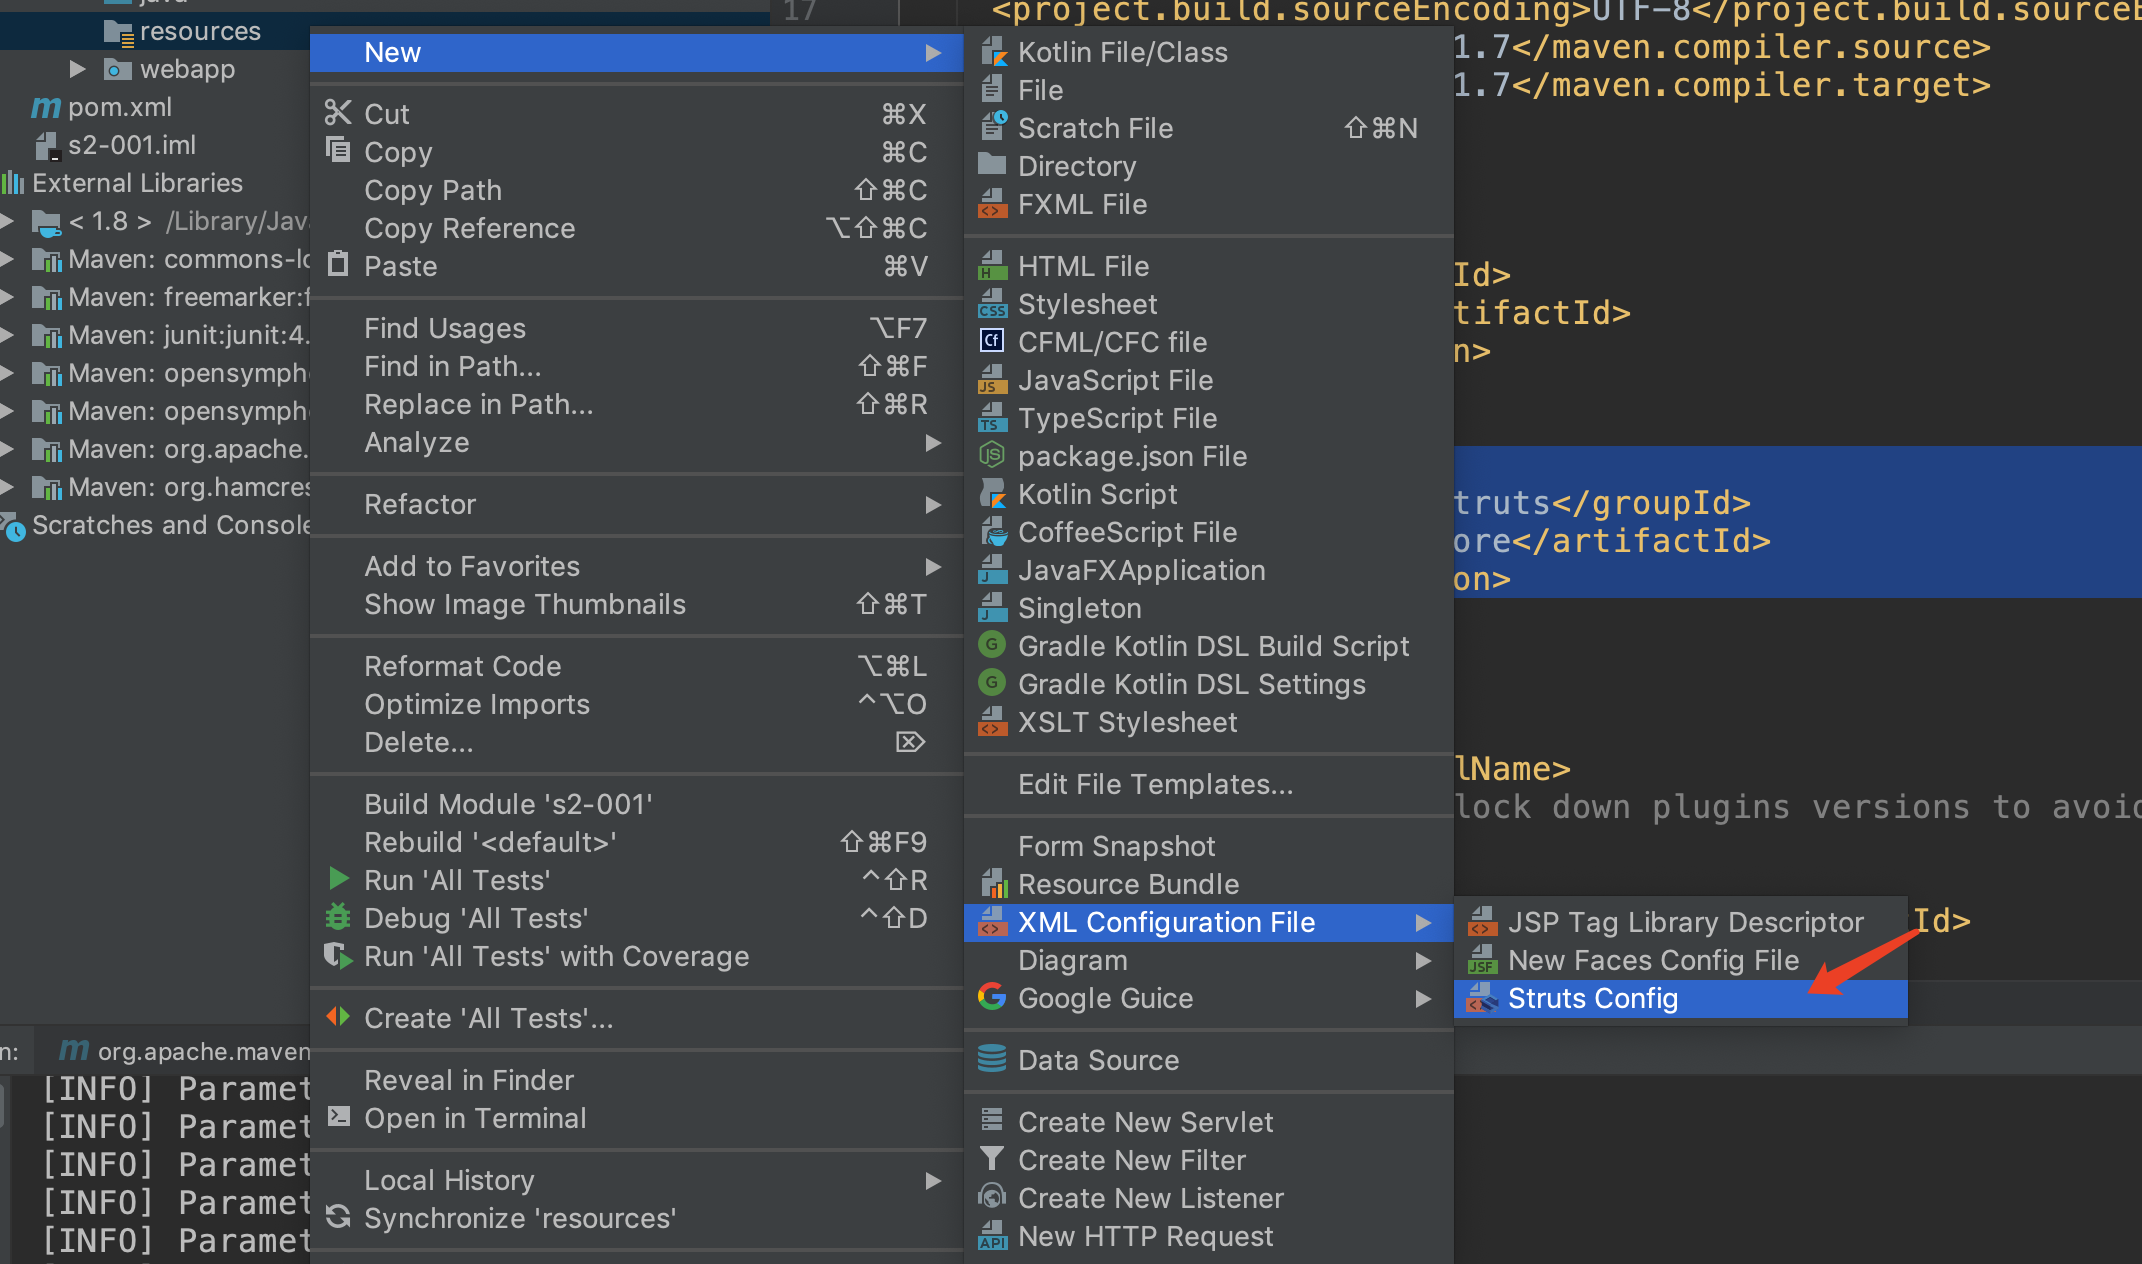 java
resources
webapp
pom.xml
s2-001.iml
External Libraries
< 1.8 > /Library/Jav
Maven: commons-lo
Maven: freemarker:f
Maven: junit:junit:4.
Maven: opensymph
Maven: opensymph
Maven: org.apache.
Maven: org.hamcres
Scratches and Console
New
Cut ⌘X
Copy ⌘C
Copy Path ⇧⌘C
Copy Reference ⌥⇧⌘C
Paste ⌘V
Find Usages ⌥F7
Find in Path... ⇧⌘F
Replace in Path... ⇧⌘R
Analyze
Refactor
Add to Favorites
Show Image Thumbnails ⇧⌘T
Reformat Code ⌥⌘L
Optimize Imports ^⌥O
Delete... ⌦
Build Module 's2-001'
Rebuild '<default>' ⇧⌘F9
Run 'All Tests' ^⇧R
Debug 'All Tests' ^⇧D
Run 'All Tests' with Coverage
Create 'All Tests'...
Reveal in Finder
Open in Terminal
Local History
Synchronize 'resources'
Kotlin File/Class
File
Scratch File ⇧⌘N
Directory
FXML File
HTML File
Stylesheet
CFML/CFC file
JavaScript File
TypeScript File
package.json File
Kotlin Script
CoffeeScript File
JavaFXApplication
Singleton
Gradle Kotlin DSL Build Script
Gradle Kotlin DSL Settings
XSLT Stylesheet
Edit File Templates...
Form Snapshot
Resource Bundle
XML Configuration File
Diagram
Google Guice
Data Source
Create New Servlet
Create New Filter
Create New Listener
New HTTP Request
JSP Tag Library Descriptor
New Faces Config File
Struts Config
17 <project.build.sourceEncoding>UTF-8</project.build.sourceE
1.7</maven.compiler.source>
1.7</maven.compiler.target>
Id>
tifactId>
n>
truts</groupId>
ore</artifactId>
on>
lName>
lock down plugins versions to avoid
Id>
n: org.apache.maven
[INFO] Paramet
[INFO] Paramet
[INFO] Paramet
[INFO] Paramet
[INFO] Paramet